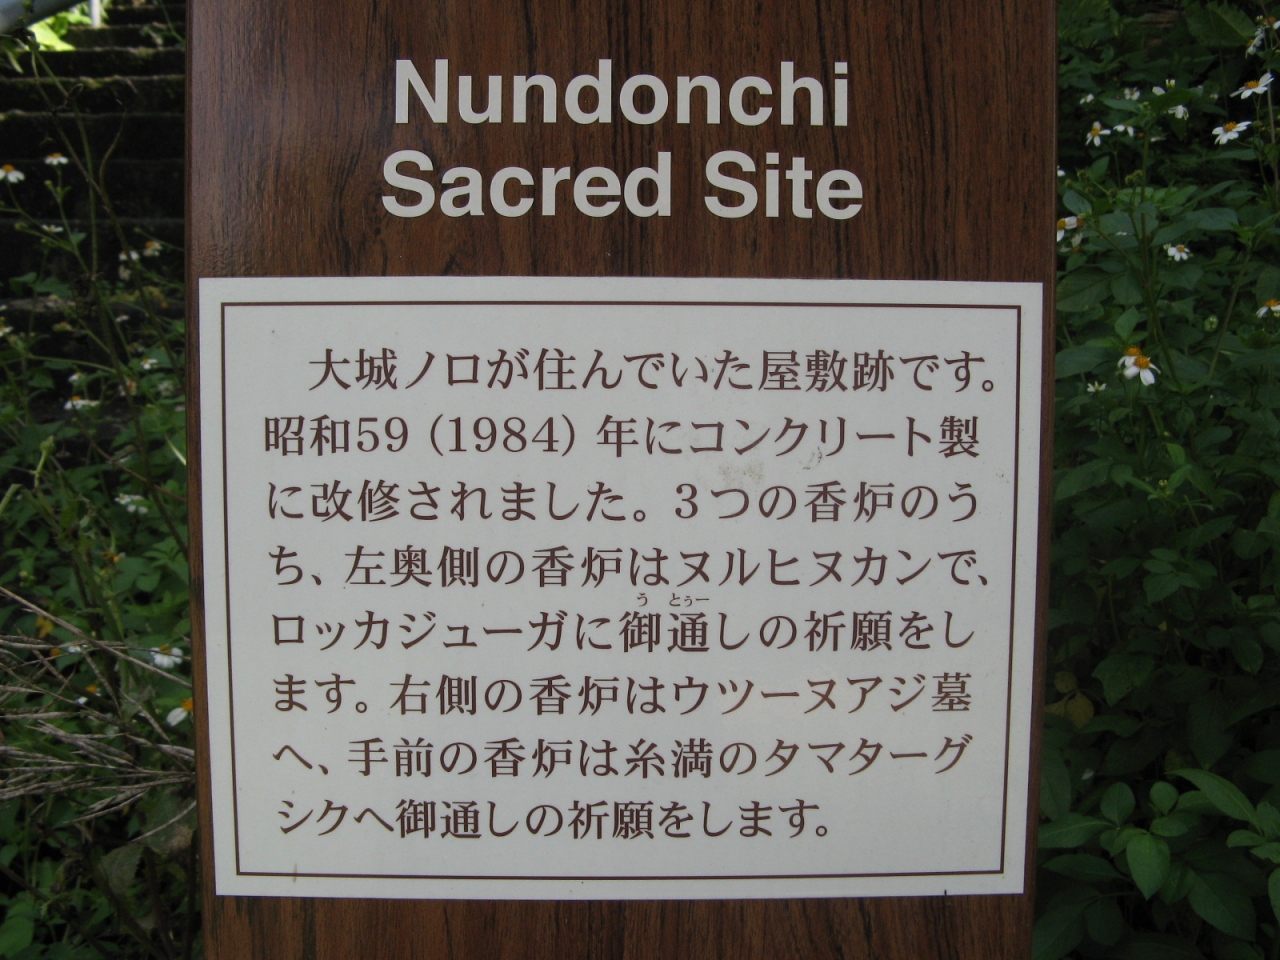 Nundonchi
Sacred Site
大城ノロが住んでいた屋敷跡です。
昭和59（1984）年にコンクリート製
に改修されました。３つの香炉のう
ち、左奥側の香炉はヌルヒヌカンで、
う とぅー
ロッカジューガに御通しの祈願をし
ます。右側の香炉はウツーヌアジ墓
へ、手前の香炉は糸満のタマターグ
シクへ御通しの祈願をします。